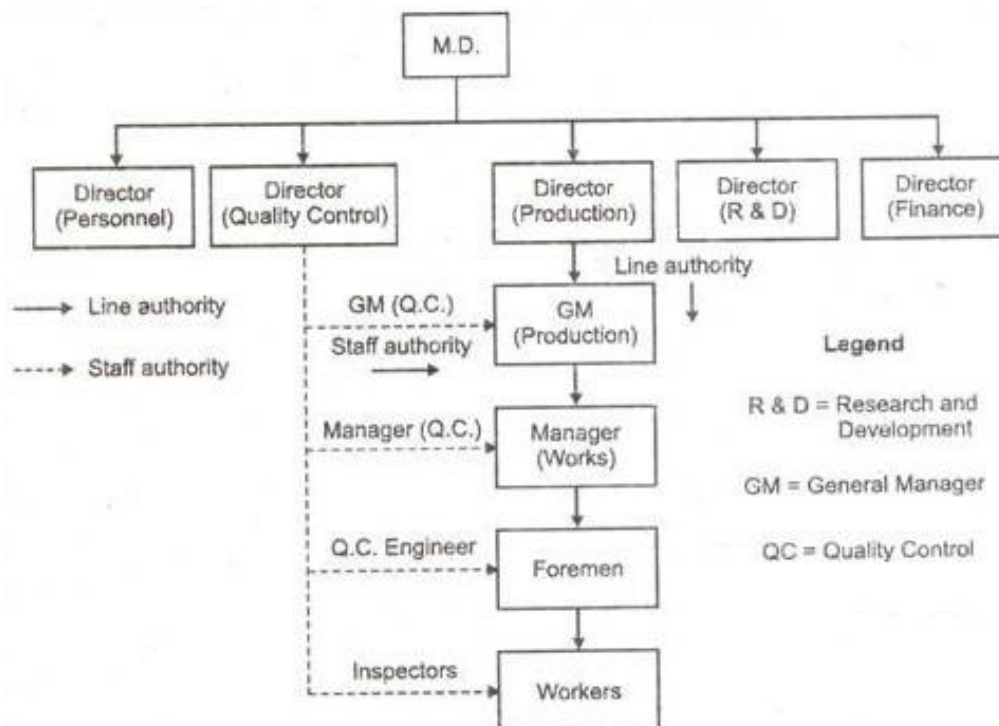 M.D.
Director
(Personnel)
Director
(Quality Control)
Director
(Production)
Director
(R & D)
Director
(Finance)
Line authority
Line authority
Staff authority
GM (Q.C.)
Staff authority
GM
(Production)
Manager (Q.C.)
Manager
(Works)
Q.C. Engineer
Foremen
Inspectors
Workers
Legend
R & D = Research and
Development
GM = General Manager
QC = Quality Control